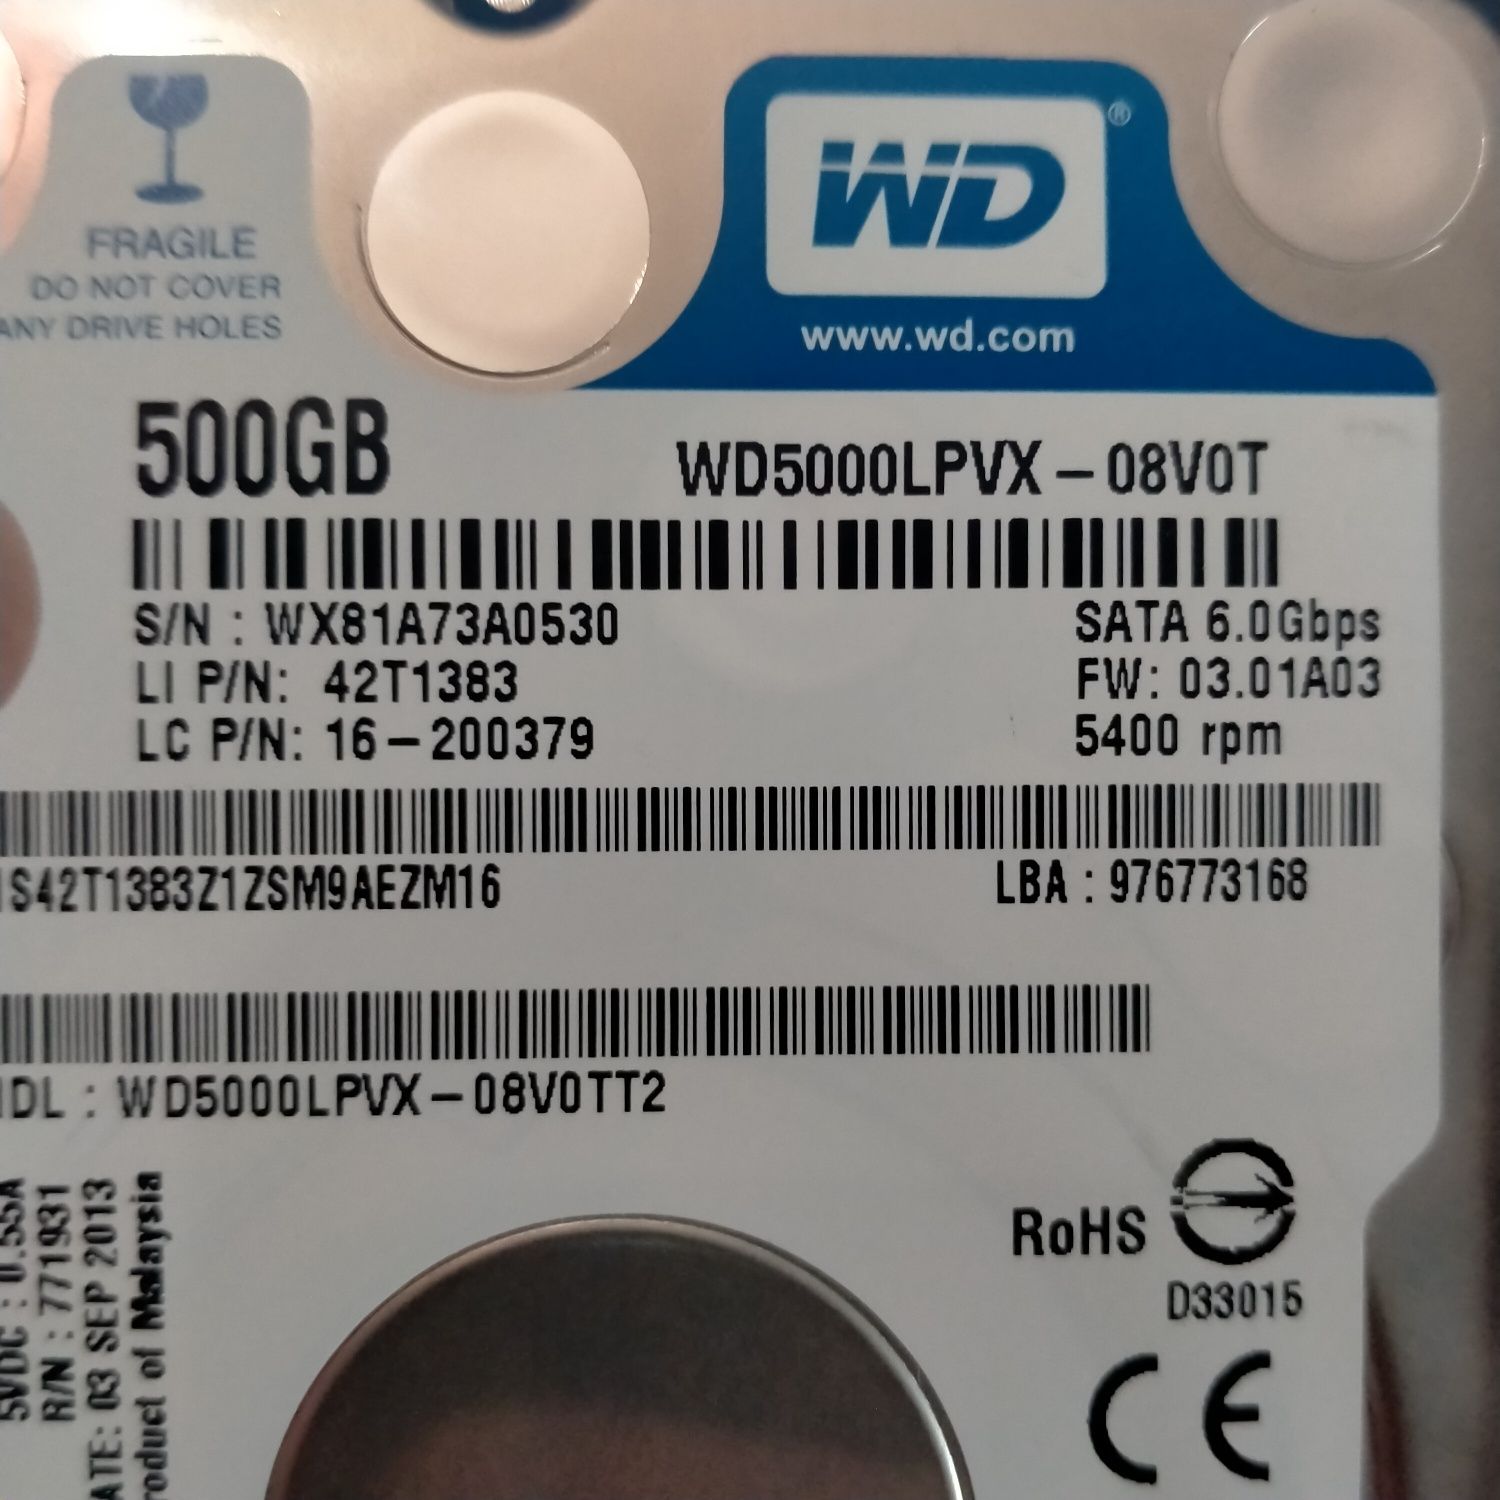 FRAGILE
DO NOT COVER
ANY DRIVE HOLES
WD®
www.wd.com
500GB
WD5000LPVX-08V0T
S/N : WX81A73A0530
LI P/N: 42T1383
LC P/N: 16-200379
SATA 6.0Gbps
FW: 03.01A03
5400 rpm
1S42T1383Z1ZSM9AEZM16
LBA : 976773168
MDL : WD5000LPVX-08V0TT2
5VDC : 0.55A
R/N : 771931
ATE: 03 SEP 2013
roduct of Malaysia
RoHS
D33015
CE